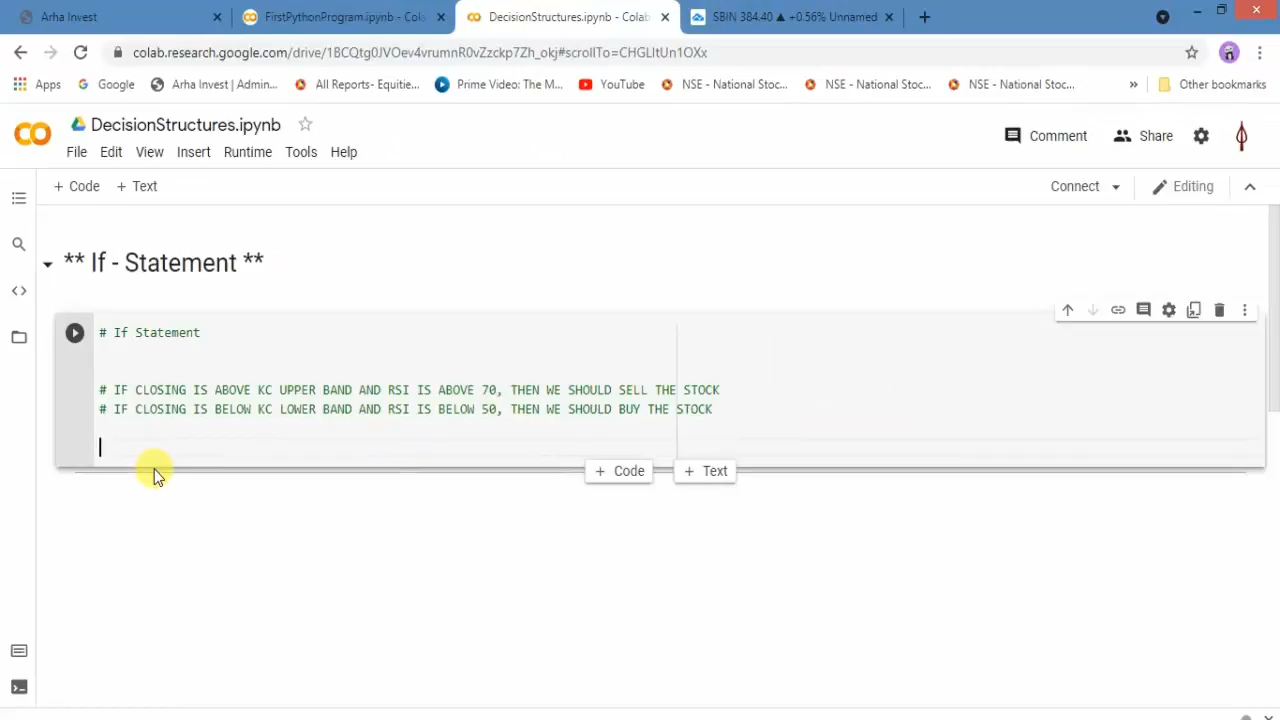 Arha Invest
FirstPythonProgram.ipynb - Cola
DecisionStructures.ipynb - Colab
SBIN 384.40 ▲ +0.56% Unnamed
colab.research.google.com/drive/1BCQtg0JVOev4vrumnR0vZzckp7Zh_okj#scrollTo=CHGLltUn1OXx
Apps
Google
Arha Invest | Admin...
All Reports- Equitie...
Prime Video: The M...
YouTube
NSE - National Stoc...
NSE - National Stoc...
NSE - National Stoc...
Other bookmarks
CO
DecisionStructures.ipynb
Comment
Share
File Edit View Insert Runtime Tools Help
+ Code + Text
Connect
Editing
** If - Statement **
# If Statement
# IF CLOSING IS ABOVE KC UPPER BAND AND RSI IS ABOVE 70, THEN WE SHOULD SELL THE STOCK
# IF CLOSING IS BELOW KC LOWER BAND AND RSI IS BELOW 50, THEN WE SHOULD BUY THE STOCK
+ Code + Text